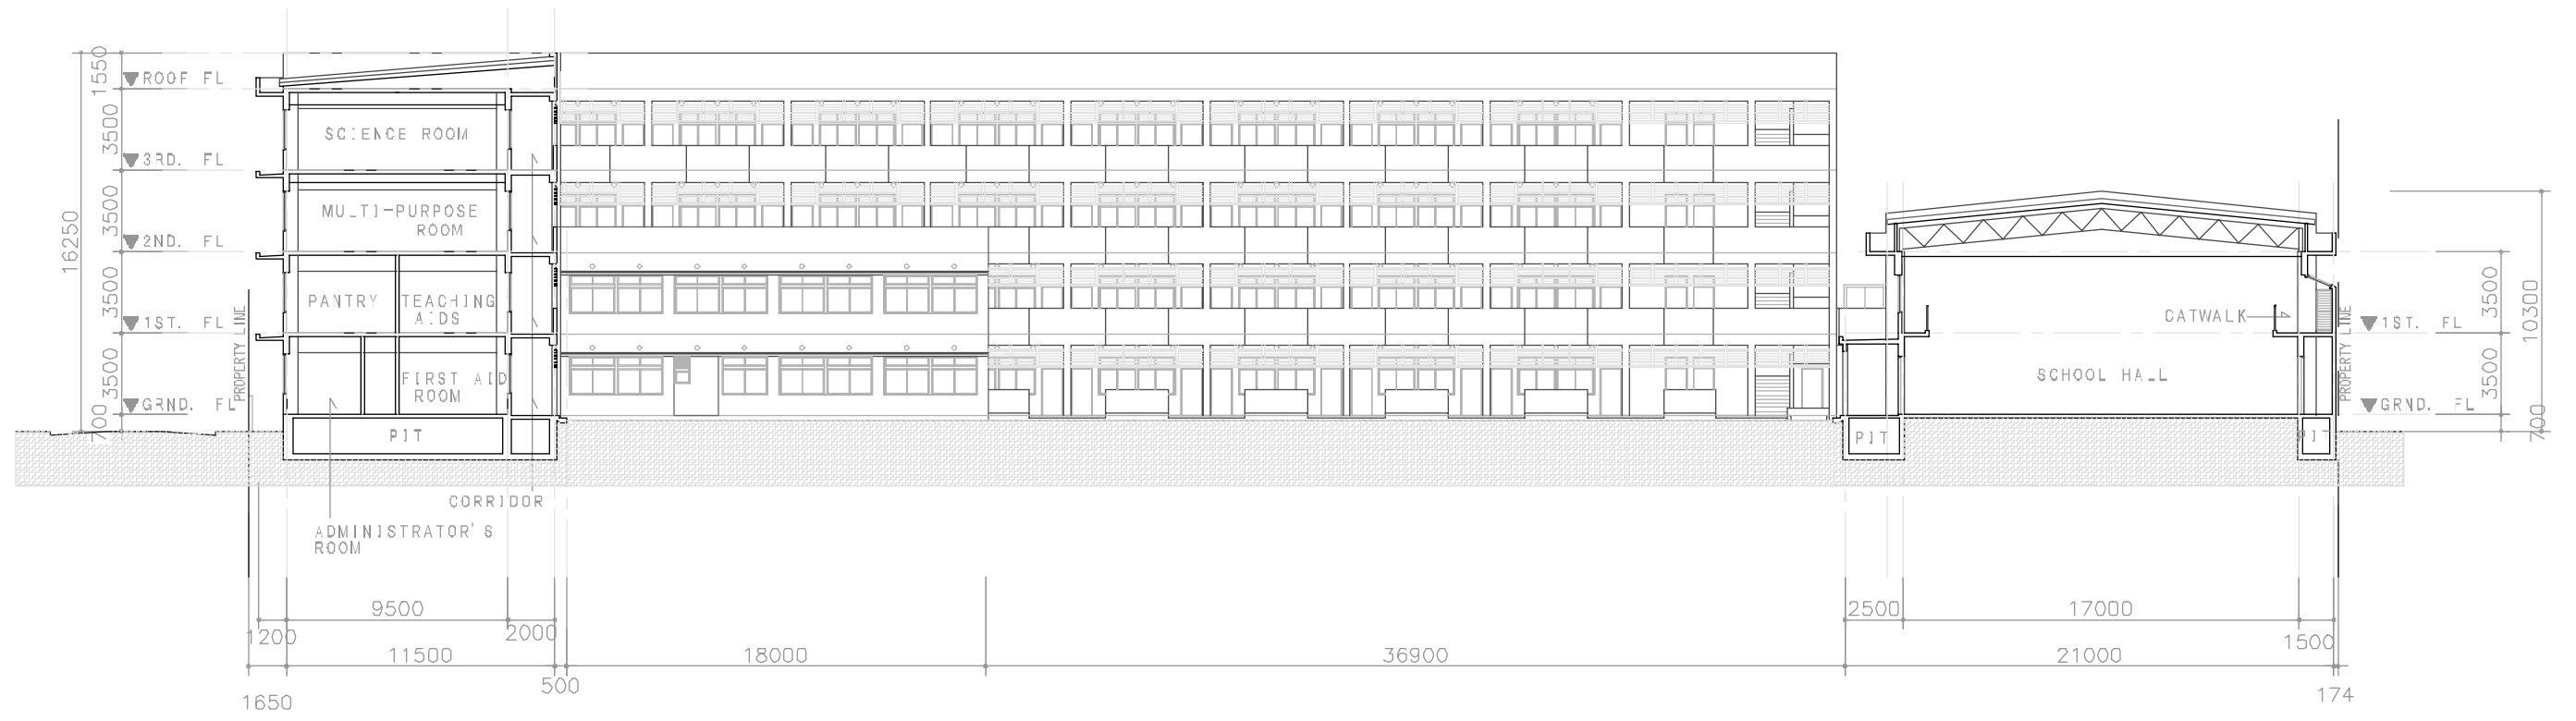 1550
ROOF FL
3500
SCIENCE ROOM
3RD. FL
3500
MULTI-PURPOSE
ROOM
16250
2ND. FL
3500
PANTRY
TEACHING
AIDS
1ST. FL
PROPERTY LINE
3500
FIRST AID
ROOM
GRND. FL
700
PIT
CORRIDOR
ADMINISTRATOR'S
ROOM
CATWALK
SCHOOL HALL
PIT
PIT
3500
10300
1ST. FL
PROPERTY LINE
3500
GRND. FL
700
9500
2500
17000
1200
2000
1500
11500
18000
36900
21000
500
1650
174